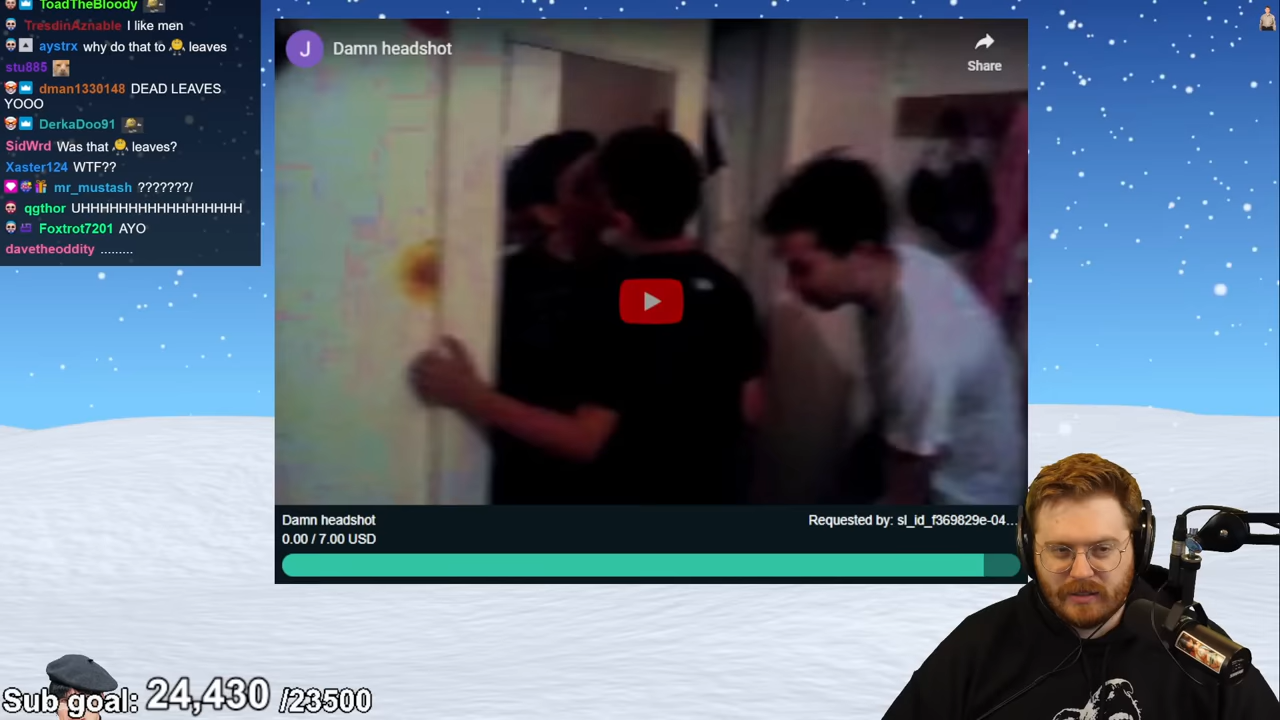 ToadTheBloody
TresdinAznable I like men
aystrx why do that to leaves
stu885
dman1330148 DEAD LEAVES
YOOO
DerkaDoo91
SidWrd Was that leaves?
Xaster124 WTF??
mr_mustash ???????/
qgthor UHHHHHHHHHHHHHHHHH
Foxtrot7201 AYO
davetheoddity .........
J Damn headshot
Share
Damn headshot
Requested by: sl_id_f369829e-04...
0.00 / 7.00 USD
Sub goal: 24,430 /23500